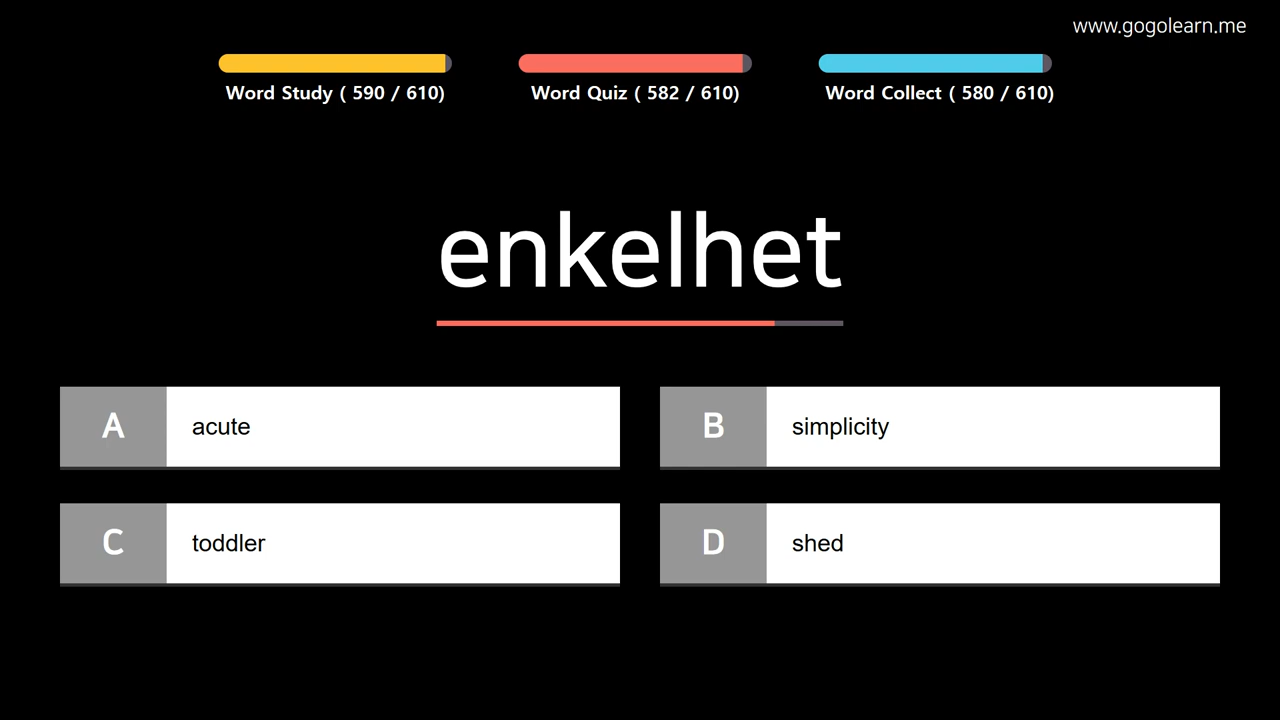 www.gogolearn.me
Word Study ( 590 / 610)
Word Quiz ( 582 / 610)
Word Collect ( 580 / 610)
enkelhet
A acute
B simplicity
C toddler
D shed